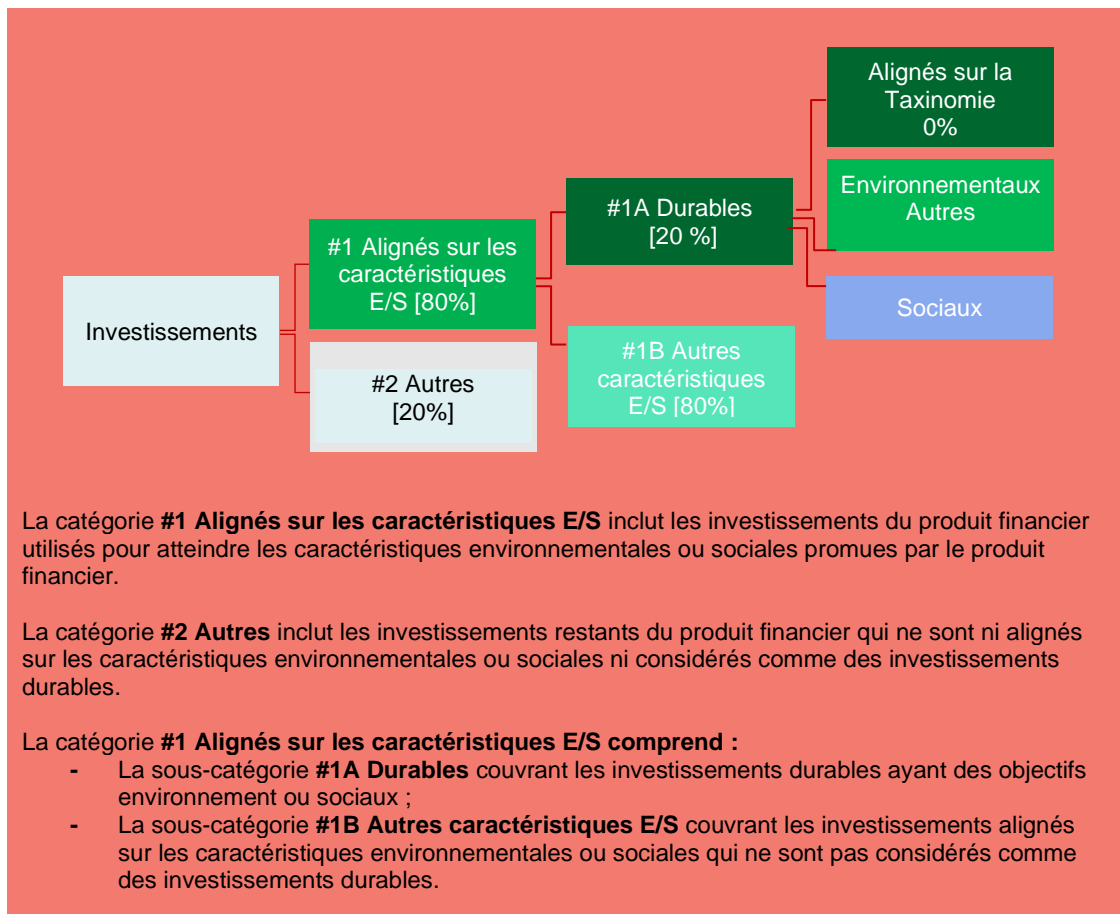 Alignés sur la
Taxinomie
0%
Environnementaux
Autres
#1A Durables
[20 %]
#1 Alignés sur les
caractéristiques
E/S [80%]
Sociaux
Investissements
#1B Autres
caractéristiques
E/S [80%]
#2 Autres
[20%]
La catégorie #1 Alignés sur les caractéristiques E/S inclut les investissements du produit financier
utilisés pour atteindre les caractéristiques environnementales ou sociales promues par le produit
financier.
La catégorie #2 Autres inclut les investissements restants du produit financier qui ne sont ni alignés
sur les caractéristiques environnementales ou sociales ni considérés comme des investissements
durables.
La catégorie #1 Alignés sur les caractéristiques E/S comprend :
- La sous-catégorie #1A Durables couvrant les investissements durables ayant des objectifs
environnement ou sociaux ;
- La sous-catégorie #1B Autres caractéristiques E/S couvrant les investissements alignés
sur les caractéristiques environnementales ou sociales qui ne sont pas considérés comme
des investissements durables.